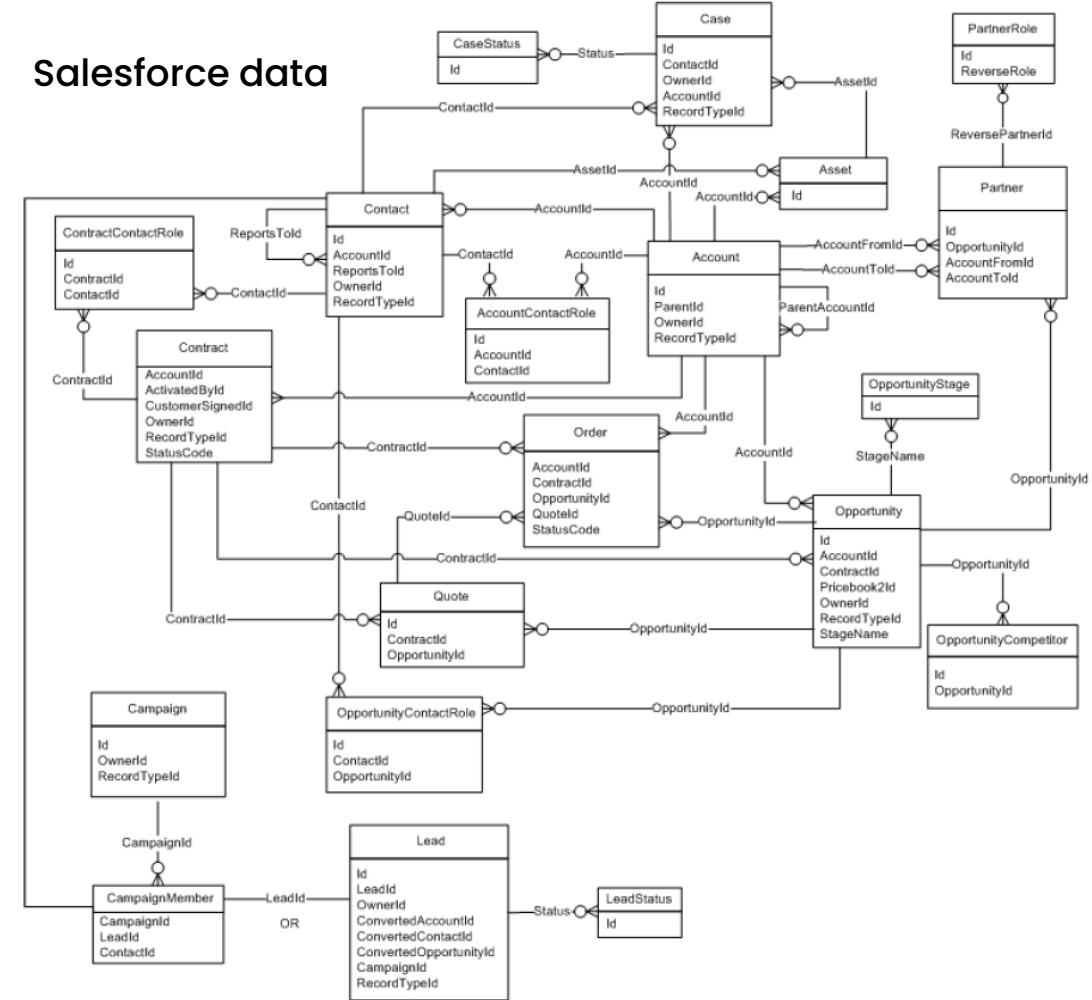 Salesforce data
Case
Id
ContactId
OwnerId
AccountId
RecordTypeId
CaseStatus
Id
Status
PartnerRole
Id
ReverseRole
AssetId
ContactId
ReversePartnerId
AssetId
Asset
Id
AccountId
AccountId
Partner
Id
OpportunityId
AccountFromId
AccountToId
Contact
Id
AccountId
ReportsToId
OwnerId
RecordTypeId
ReportsToId
AccountId
ContractContactRole
Id
ContractId
ContactId
ContactId
ContactId
AccountId
Account
Id
ParentId
OwnerId
RecordTypeId
AccountFromId
AccountToId
ParentAccountId
AccountContactRole
Id
AccountId
ContactId
Contract
AccountId
ActivatedById
CustomerSignedId
OwnerId
RecordTypeId
StatusCode
ContractId
AccountId
AccountId
OpportunityStage
Id
StageName
AccountId
ContractId
Order
AccountId
ContractId
OpportunityId
QuoteId
StatusCode
ContactId
QuoteId
OpportunityId
OpportunityId
Opportunity
Id
AccountId
ContractId
Pricebook2Id
OwnerId
RecordTypeId
StageName
ContractId
OpportunityId
Quote
Id
ContractId
OpportunityId
ContractId
OpportunityId
OpportunityCompetitor
Id
OpportunityId
OpportunityContactRole
Id
ContactId
OpportunityId
OpportunityId
Campaign
Id
OwnerId
RecordTypeId
CampaignId
CampaignMember
CampaignId
LeadId
ContactId
LeadId
OR
Lead
Id
LeadId
OwnerId
ConvertedAccountId
ConvertedContactId
ConvertedOpportunityId
CampaignId
RecordTypeId
Status
LeadStatus
Id